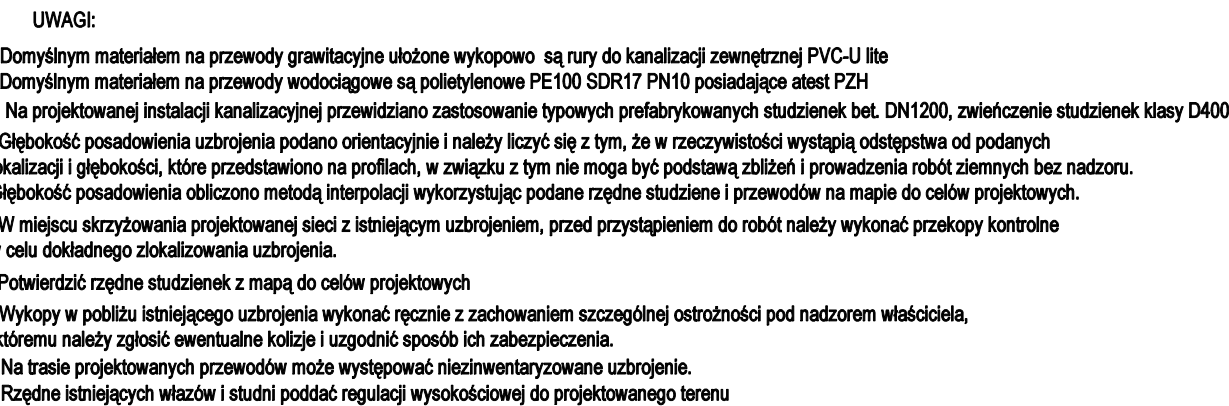 UWAGI:
Domyślnym materiałem na przewody grawitacyjne ułożone wykopowo są rury do kanalizacji zewnętrznej PVC-U lite
Domyślnym materiałem na przewody wodociągowe są polietylenowe PE100 SDR17 PN10 posiadające atest PZH
Na projektowanej instalacji kanalizacyjnej przewidziano zastosowanie typowych prefabrykowanych studzienek bet. DN1200, zwieńczenie studzienek klasy D400
Głębokość posadowienia uzbrojenia podano orientacyjnie i należy liczyć się z tym, że w rzeczywistości wystąpią odstępstwa od podanych
okalizacji i głębokości, które przedstawiono na profilach, w związku z tym nie moga być podstawą zbliżeń i prowadzenia robót ziemnych bez nadzoru.
Głębokość posadowienia obliczono metodą interpolacji wykorzystując podane rzędne studziene i przewodów na mapie do celów projektowych.
W miejscu skrzyżowania projektowanej sieci z istniejącym uzbrojeniem, przed przystąpieniem do robót należy wykonać przekopy kontrolne
celu dokładnego zlokalizowania uzbrojenia.
Potwierdzić rzędne studzienek z mapą do celów projektowych
Wykopy w pobliżu istniejącego uzbrojenia wykonać ręcznie z zachowaniem szczególnej ostrożności pod nadzorem właściciela,
któremu należy zgłosić ewentualne kolizje i uzgodnić sposób ich zabezpieczenia.
Na trasie projektowanych przewodów może występować niezinwentaryzowane uzbrojenie.
Rzędne istniejących włazów i studni poddać regulacji wysokościowej do projektowanego terenu